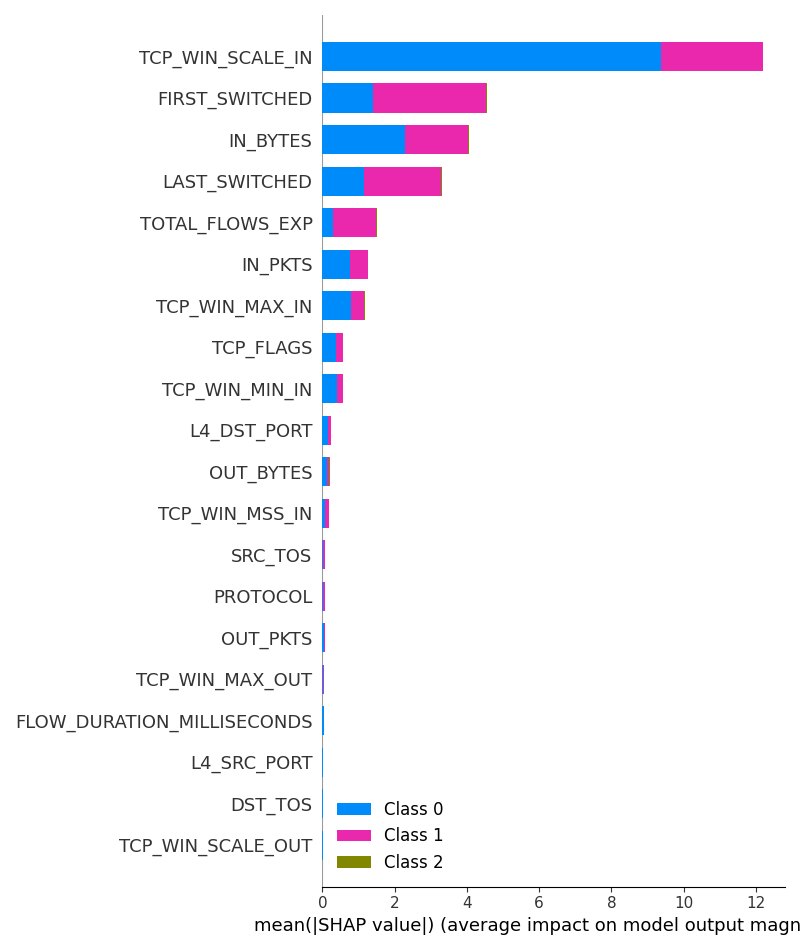 TCP_WIN_SCALE_IN
FIRST_SWITCHED
IN_BYTES
LAST_SWITCHED
TOTAL_FLOWS_EXP
IN_PKTS
TCP_WIN_MAX_IN
TCP_FLAGS
TCP_WIN_MIN_IN
L4_DST_PORT
OUT_BYTES
TCP_WIN_MSS_IN
SRC_TOS
PROTOCOL
OUT_PKTS
TCP_WIN_MAX_OUT
FLOW_DURATION_MILLISECONDS
L4_SRC_PORT
DST_TOS
TCP_WIN_SCALE_OUT
Class 0
Class 1
Class 2
0 2 4 6 8 10 12
mean(|SHAP value|) (average impact on model output magn